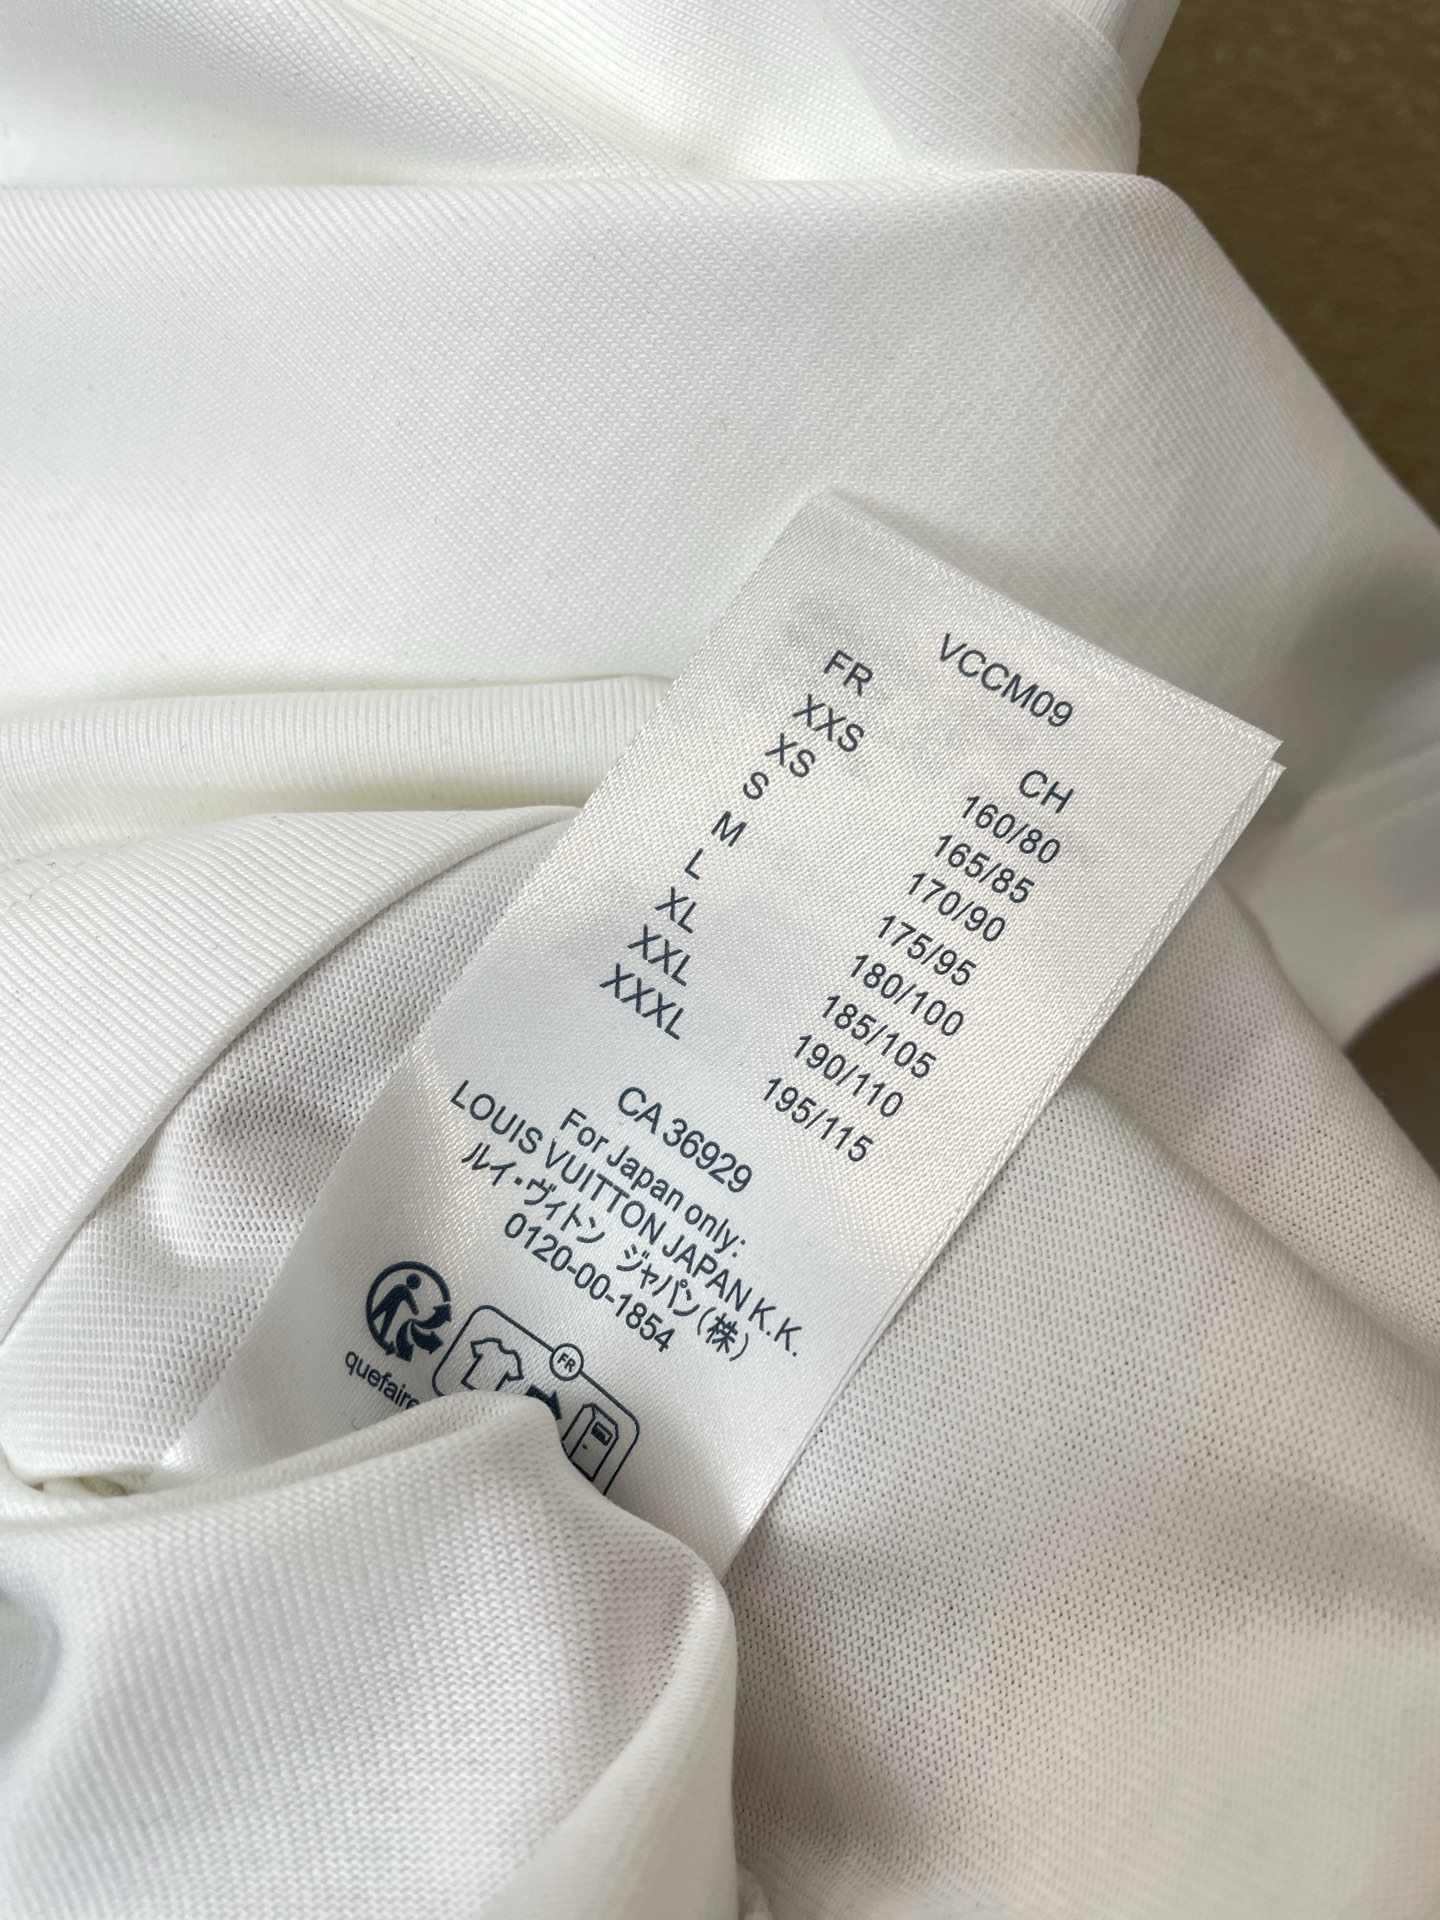 VCCM09
FR CH
XXS 160/80
XS 165/85
S 170/90
M 175/95
L 180/100
XL 185/105
XXL 190/110
XXXL 195/115
CA 36929
For Japan only:
LOUIS VUITTON JAPAN K.K.
ルイ・ヴィトン ジャパン(株)
0120-00-1854
FR
quefaire